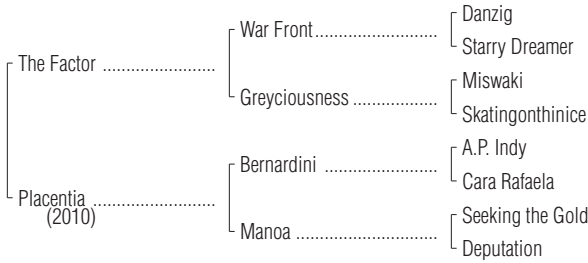 Danzig
War Front
Starry Dreamer
The Factor
Miswaki
Greyciousness
Skatingonthinice
A.P. Indy
Bernardini
Cara Rafaela
Placentia
(2010)
Seeking the Gold
Manoa
Deputation